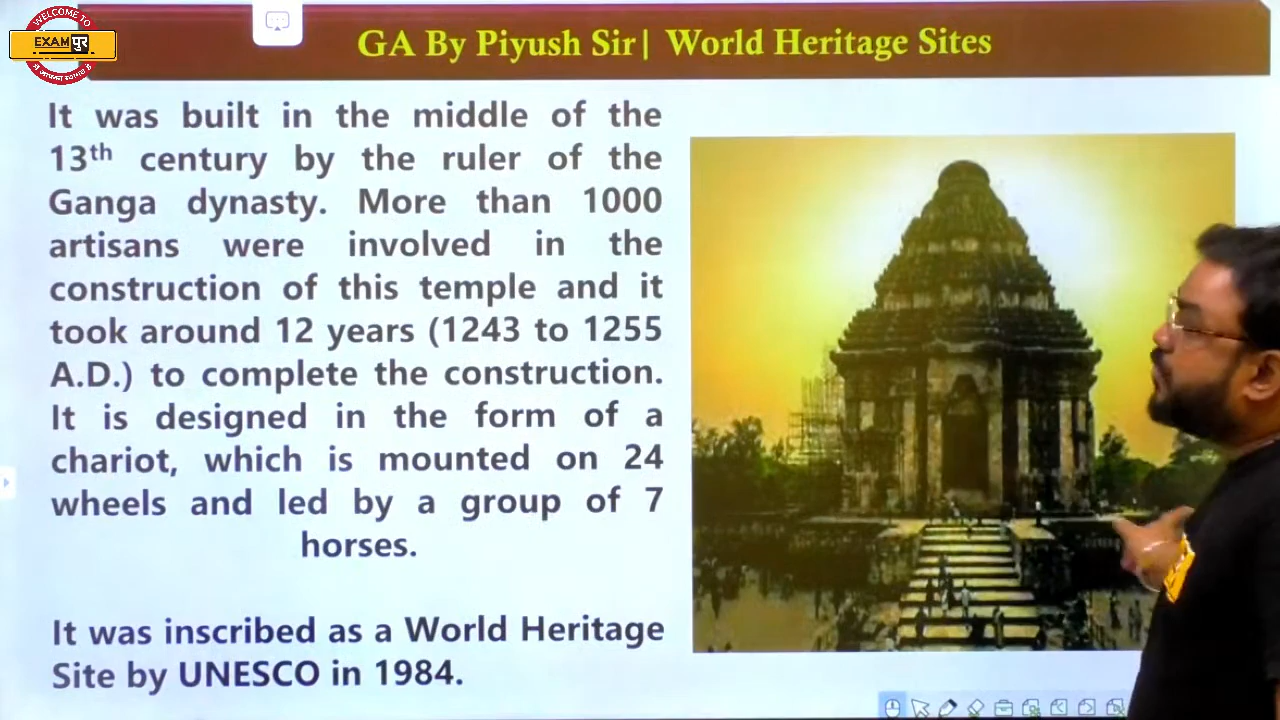 WELCOME TO
EXAM पुर
GA By Piyush Sir| World Heritage Sites
It was built in the middle of the
13th century by the ruler of the
Ganga dynasty. More than 1000
artisans were involved in the
construction of this temple and it
took around 12 years (1243 to 1255
A.D.) to complete the construction.
It is designed in the form of a
chariot, which is mounted on 24
wheels and led by a group of 7
horses.
It was inscribed as a World Heritage
Site by UNESCO in 1984.